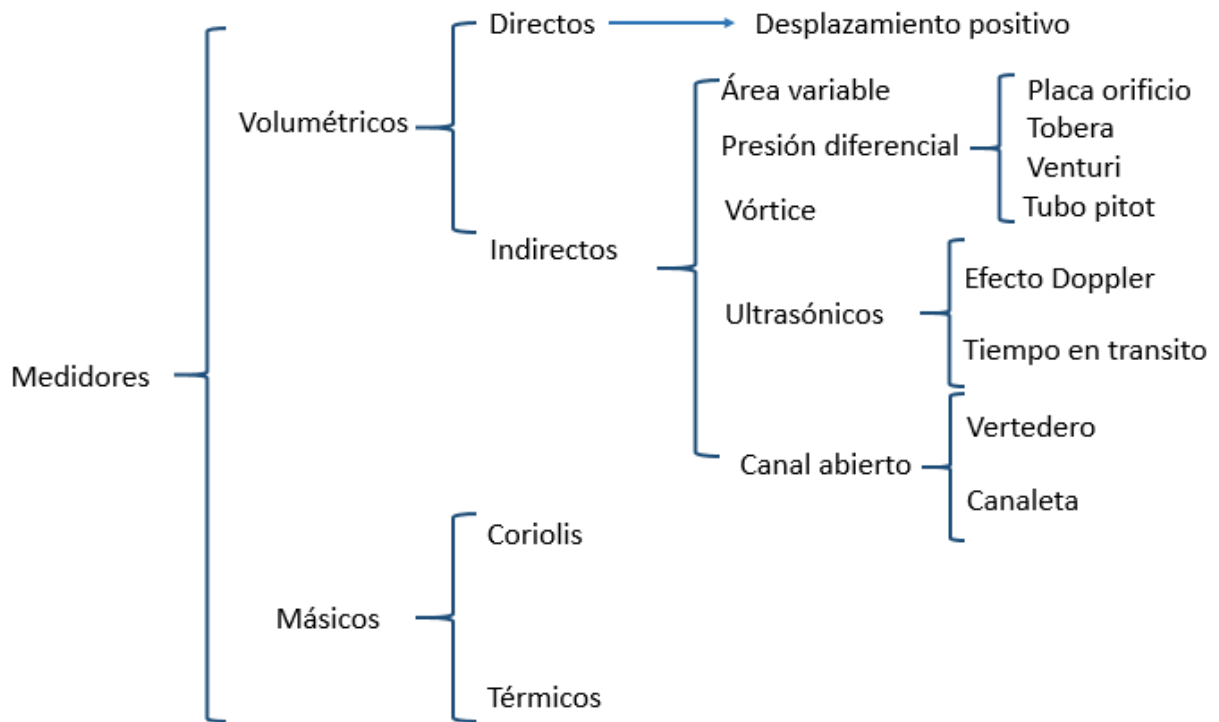 Medidores
Volumétricos
Directos
Desplazamiento positivo
Indirectos
Área variable
Presión diferencial
Placa orificio
Tobera
Venturi
Tubo pitot
Vórtice
Ultrasónicos
Efecto Doppler
Tiempo en transito
Canal abierto
Vertedero
Canaleta
Másicos
Coriolis
Térmicos